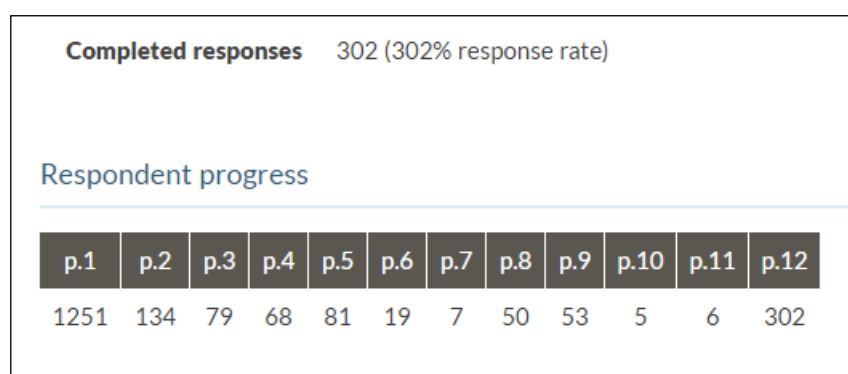 Completed responses 302 (302% response rate)
Respondent progress
p.1 p.2 p.3 p.4 p.5 p.6 p.7 p.8 p.9 p.10 p.11 p.12
1251 134 79 68 81 19 7 50 53 5 6 302